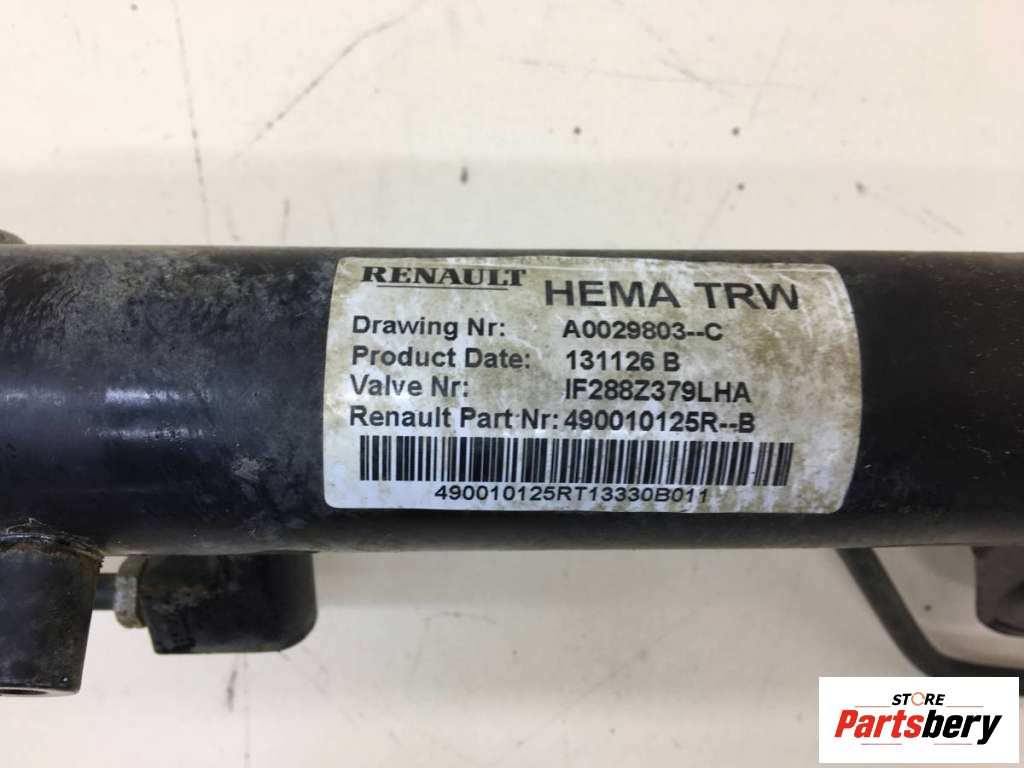 RENAULT HEMA TRW
Drawing Nr: A0029803--C
Product Date: 131126 B
Valve Nr: IF288Z379LHA
Renault Part Nr: 490010125R--B
490010125RT13330B011
STORE
Partsbery